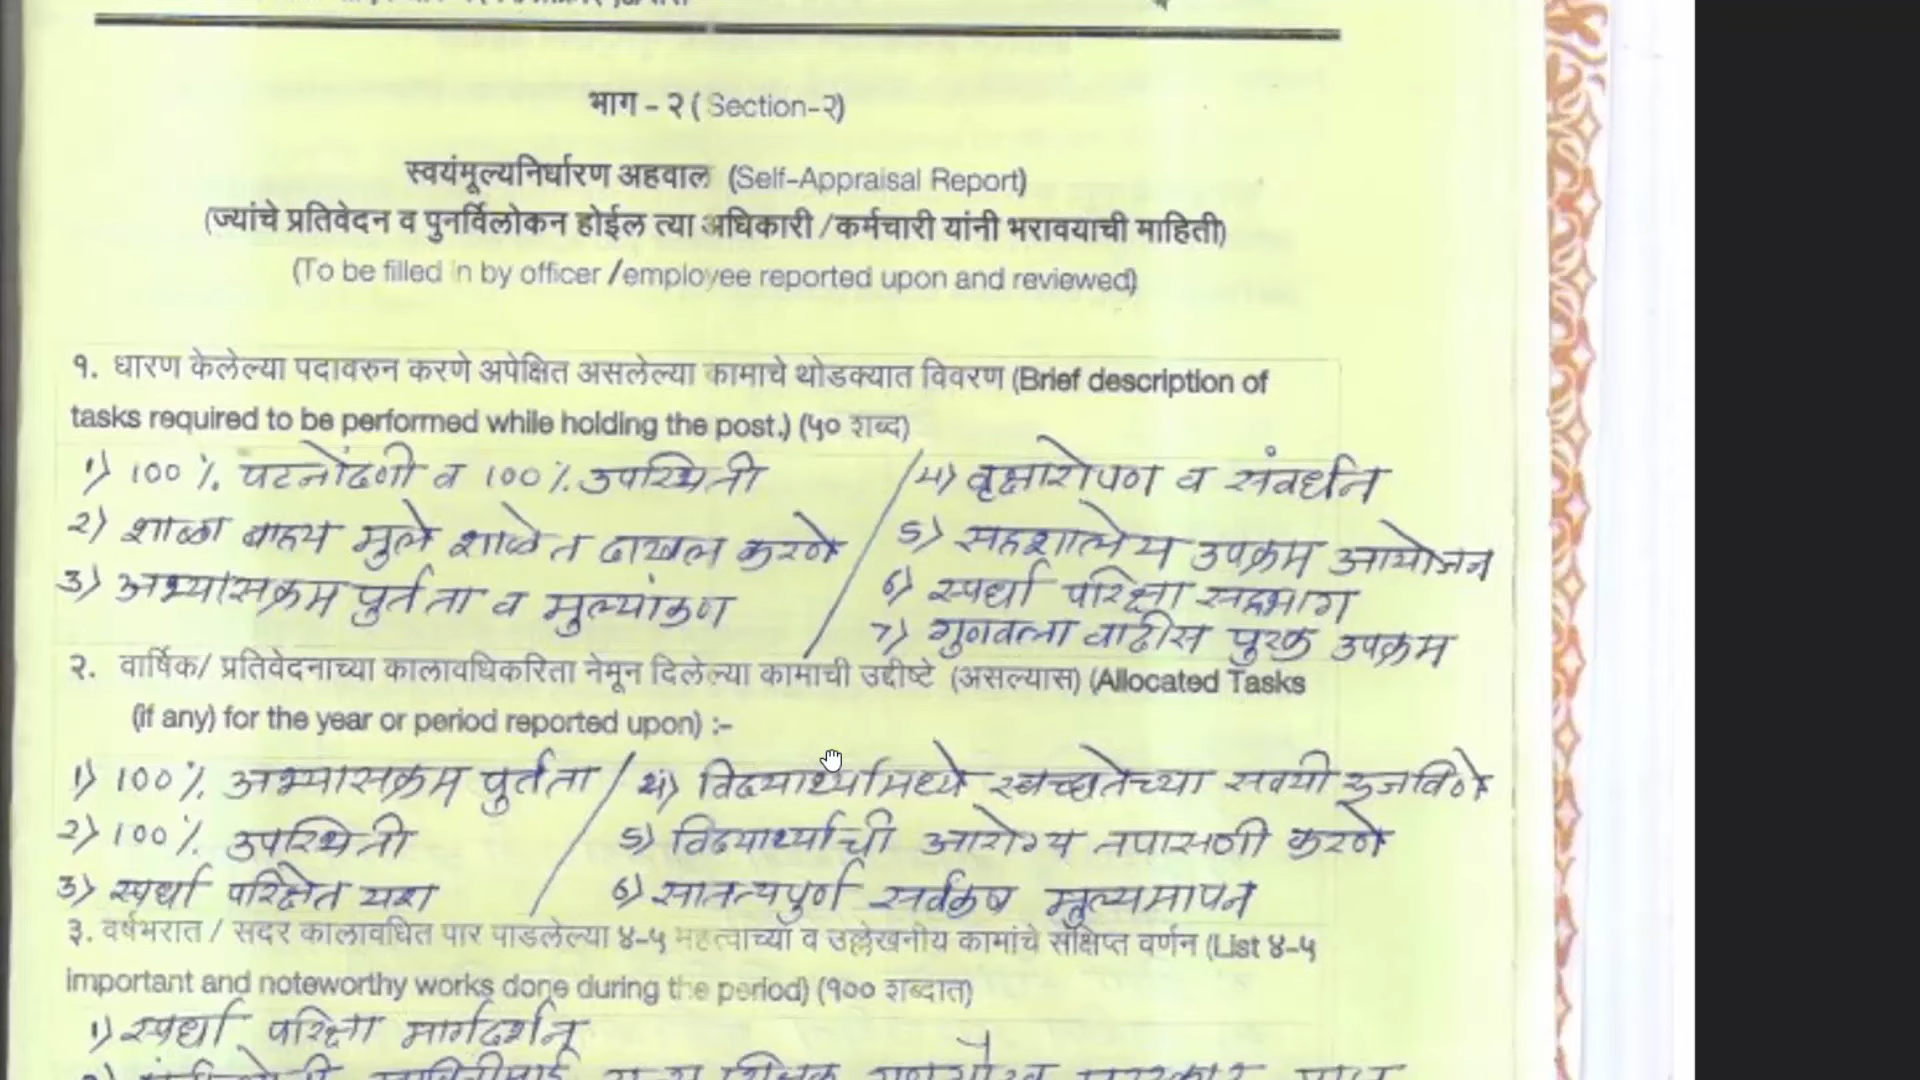 भाग - २ ( Section-२)
स्वयंमूल्यनिर्धारण अहवाल (Self-Appraisal Report)
(ज्यांचे प्रतिवेदन व पुनर्विलोकन होईल त्या अधिकारी /कर्मचारी यांनी भरावयाची माहिती)
(To be filled in by officer /employee reported upon and reviewed)
१. धारण केलेल्या पदावरुन करणे अपेक्षित असलेल्या कामाचे थोडक्यात विवरण (Brief description of
tasks required to be performed while holding the post.) (५० शब्द)
1) 100 % पटनोंदणी व 100 % उपस्थिती
2) शाळा बाहय मुले शाळेत दाखल करणे
3) अभ्यासक्रम पुर्तता व मुल्यांकण
4) वृक्षारोपण व संवर्धन
5) सहशालेय उपक्रम आयोजन
6) स्पर्धा परिक्षा सहभाग
7) गुणवत्ता वाढीस पुरक उपक्रम
२. वार्षिक/ प्रतिवेदनाच्या कालावधिकरिता नेमून दिलेल्या कामाची उद्दीष्टे (असल्यास) (Allocated Tasks
(if any) for the year or period reported upon) :-
1) 100 % अभ्यासक्रम पुर्तता
2) 100 % उपस्थिती
3) स्पर्धा परिक्षेत यश
4) विदयार्थ्यामध्ये स्वच्छतेच्या सवयी रूजविणे
5) विदयार्थ्याची आरोग्य तपासणी करणे
6) सातत्यपुर्ण सर्वकष मुल्यमापन
३. वर्षभरात / सदर कालावधित पार पाडलेल्या ४-५ महत्वाच्या व उल्लेखनीय कामांचे संक्षिप्त वर्णन (List ४-५
important and noteworthy works done during the period) (१०० शब्दात)
1) स्पर्धा परिक्षा मार्गदर्शन